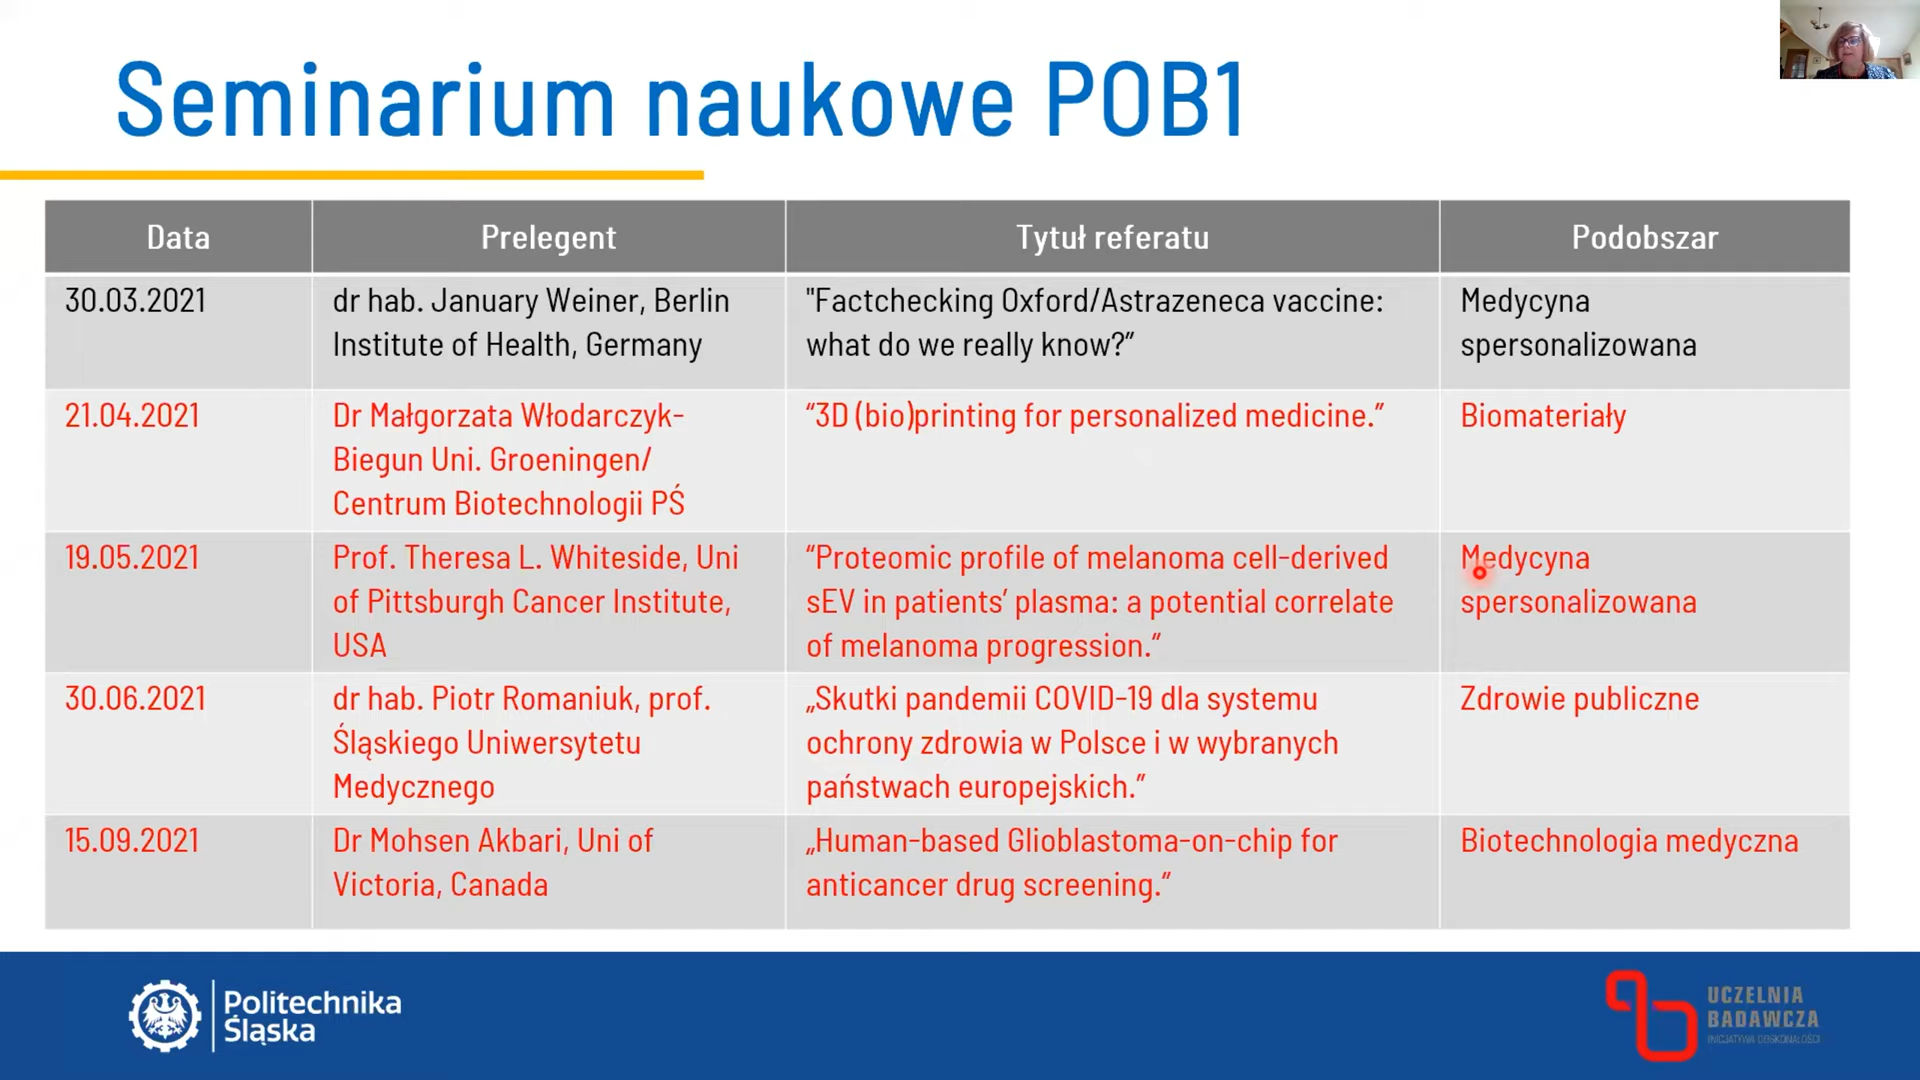 Seminarium naukowe POB1
Data
Prelegent
Tytuł referatu
Podobszar
30.03.2021
dr hab. January Weiner, Berlin
Institute of Health, Germany
"Factchecking Oxford/Astrazeneca vaccine:
what do we really know?”
Medycyna
spersonalizowana
21.04.2021
Dr Małgorzata Włodarczyk-
Biegun Uni. Groeningen/
Centrum Biotechnologii PŚ
“3D (bio)printing for personalized medicine.”
Biomateriały
19.05.2021
Prof. Theresa L. Whiteside, Uni
of Pittsburgh Cancer Institute,
USA
“Proteomic profile of melanoma cell-derived
sEV in patients’ plasma: a potential correlate
of melanoma progression.“
Medycyna
spersonalizowana
30.06.2021
dr hab. Piotr Romaniuk, prof.
Śląskiego Uniwersytetu
Medycznego
„Skutki pandemii COVID-19 dla systemu
ochrony zdrowia w Polsce i w wybranych
państwach europejskich.”
Zdrowie publiczne
15.09.2021
Dr Mohsen Akbari, Uni of
Victoria, Canada
„Human-based Glioblastoma-on-chip for
anticancer drug screening.“
Biotechnologia medyczna
Politechnika
Śląska
UCZELNIA
BADAWCZA
INICJATYWA DOSKONAŁOŚCI